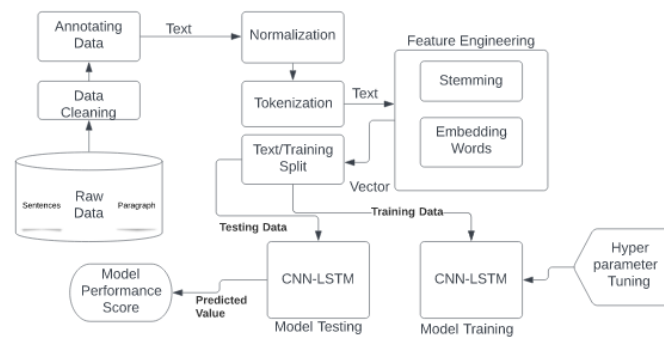 Annotating
Data
Text
Normalization
Feature Engineering
Stemming
Data
Cleaning
Tokenization
Text
Embedding
Words
Text/Training
Split
Vector
Sentences
Raw
Data
Paragraph
Testing Data
Training Data
Model
Performance
Score
Predicted
Value
CNN-LSTM
Model Testing
CNN-LSTM
Model Training
Hyper
parameter
Tuning